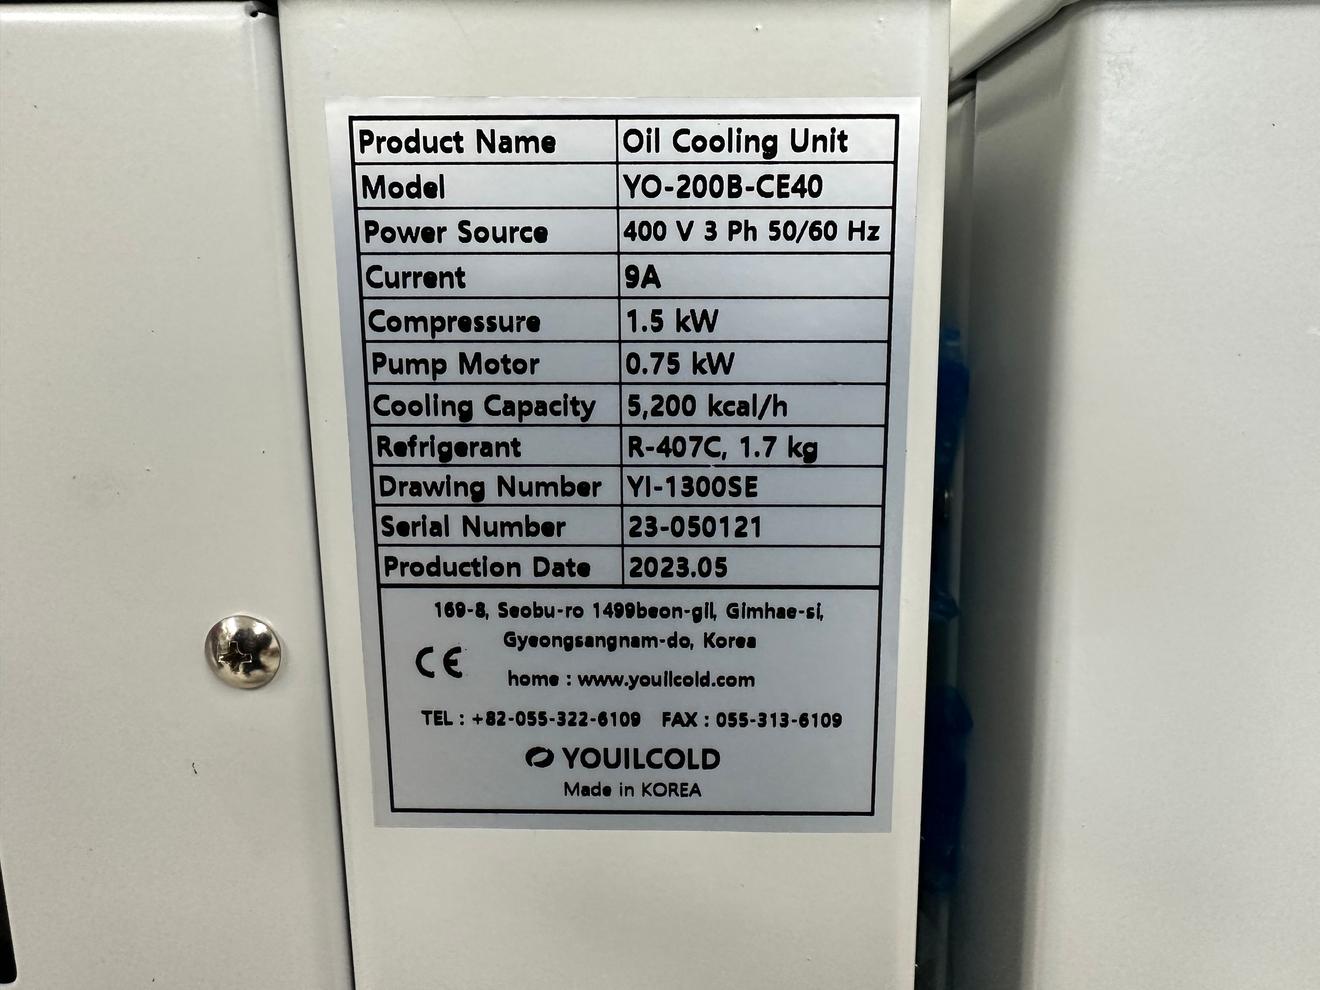 Product Name Oil Cooling Unit
Model YO-200B-CE40
Power Source 400 V 3 Ph 50/60 Hz
Current 9A
Compressure 1.5 kW
Pump Motor 0.75 kW
Cooling Capacity 5,200 kcal/h
Refrigerant R-407C, 1.7 kg
Drawing Number YI-1300SE
Serial Number 23-050121
Production Date 2023.05
169-8, Seobu-ro 1499beon-gil, Gimhae-si,
Gyeongsangnam-do, Korea
CE
home : www.youilcold.com
TEL : +82-055-322-6109 FAX : 055-313-6109
YOUILCOLD
Made in KOREA